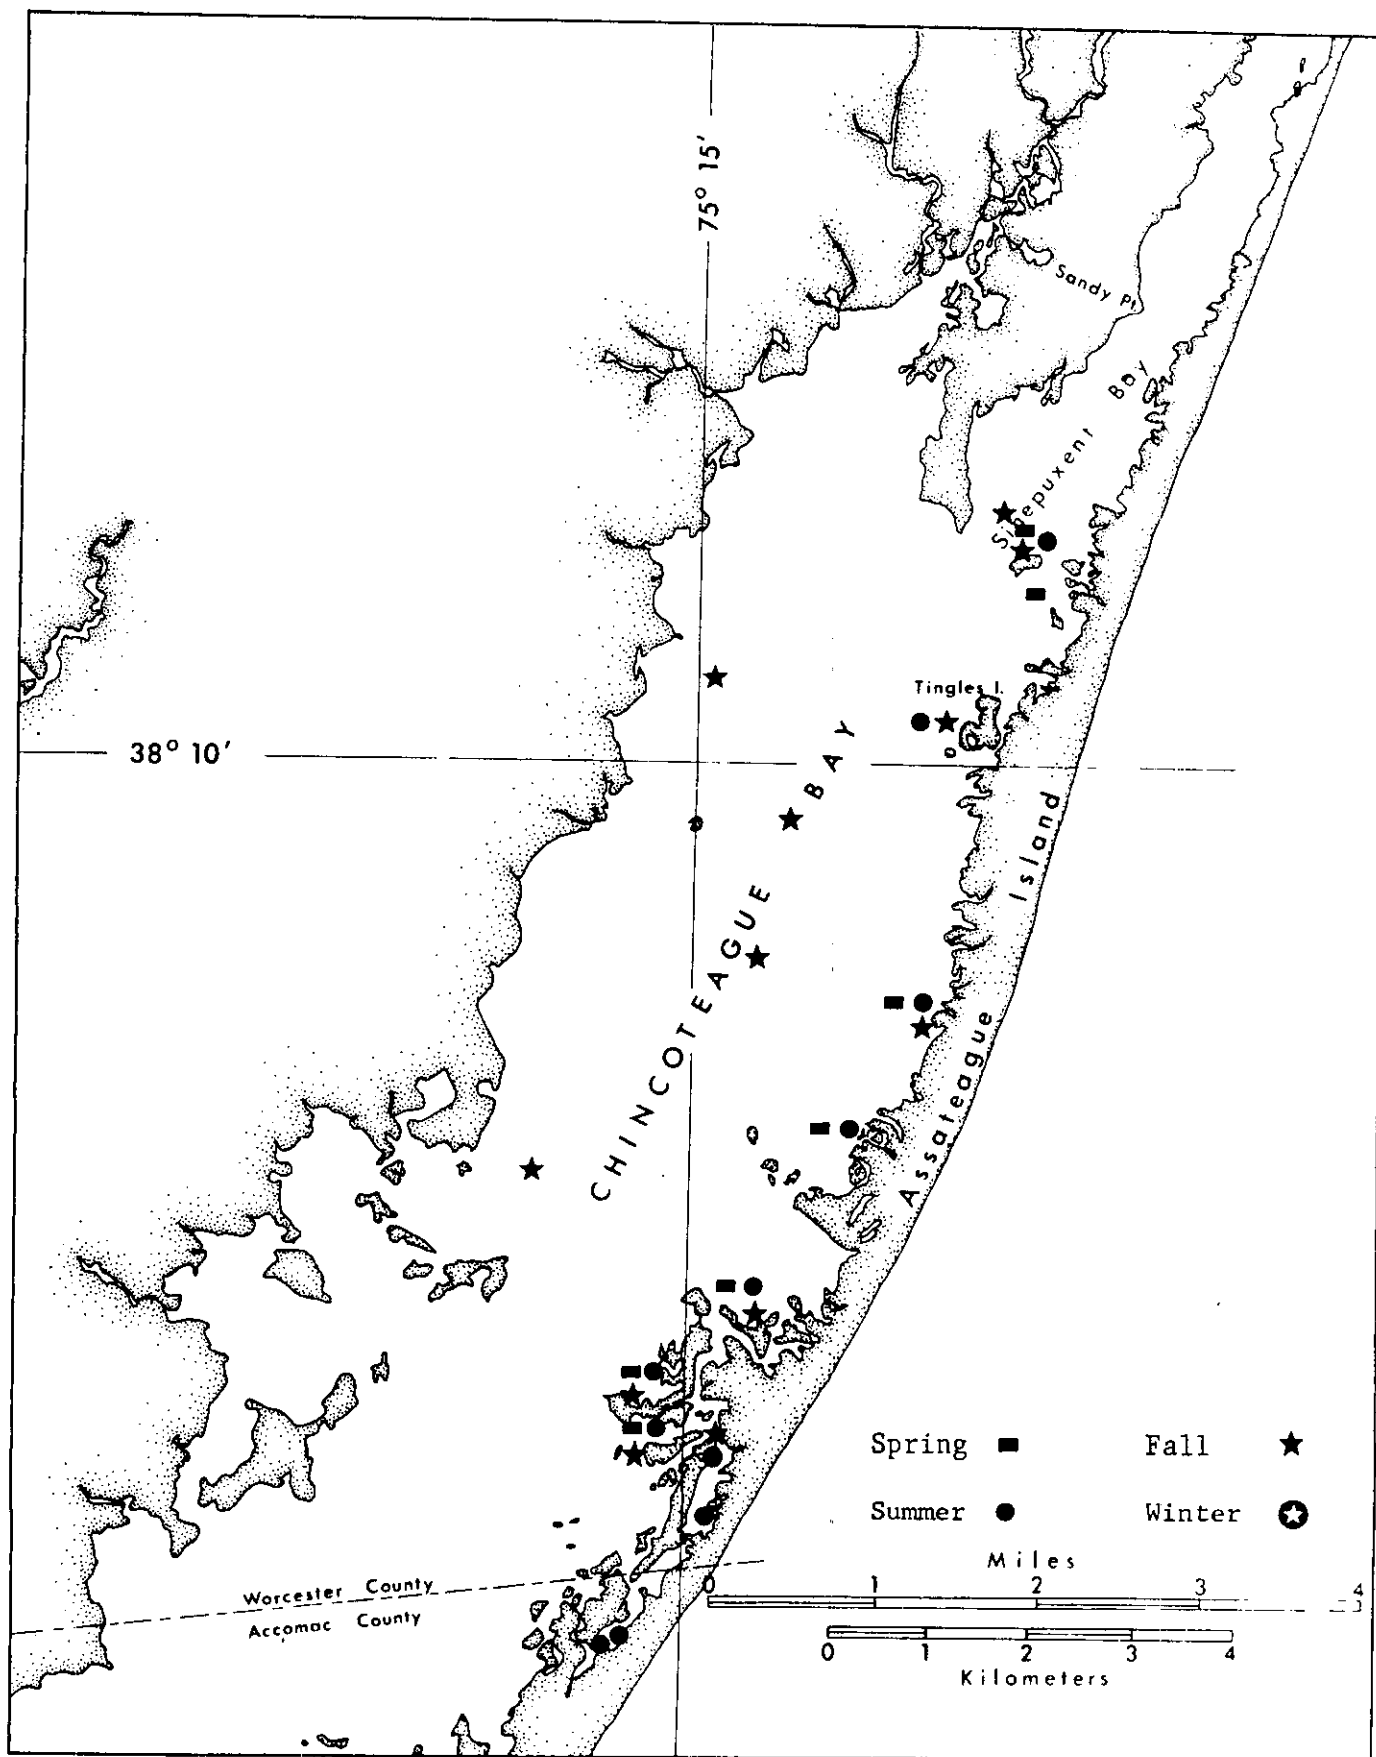 75° 15'
Sandy Pt.
Sinepuxent Bay
Tingles I.
38° 10'
CHINCOTEAGUE BAY
Assateague Island
Spring
Fall
Summer
Winter
Miles
0 1 2 3 4
Worcester County
Accomac County
0 1 2 3 4
Kilometers